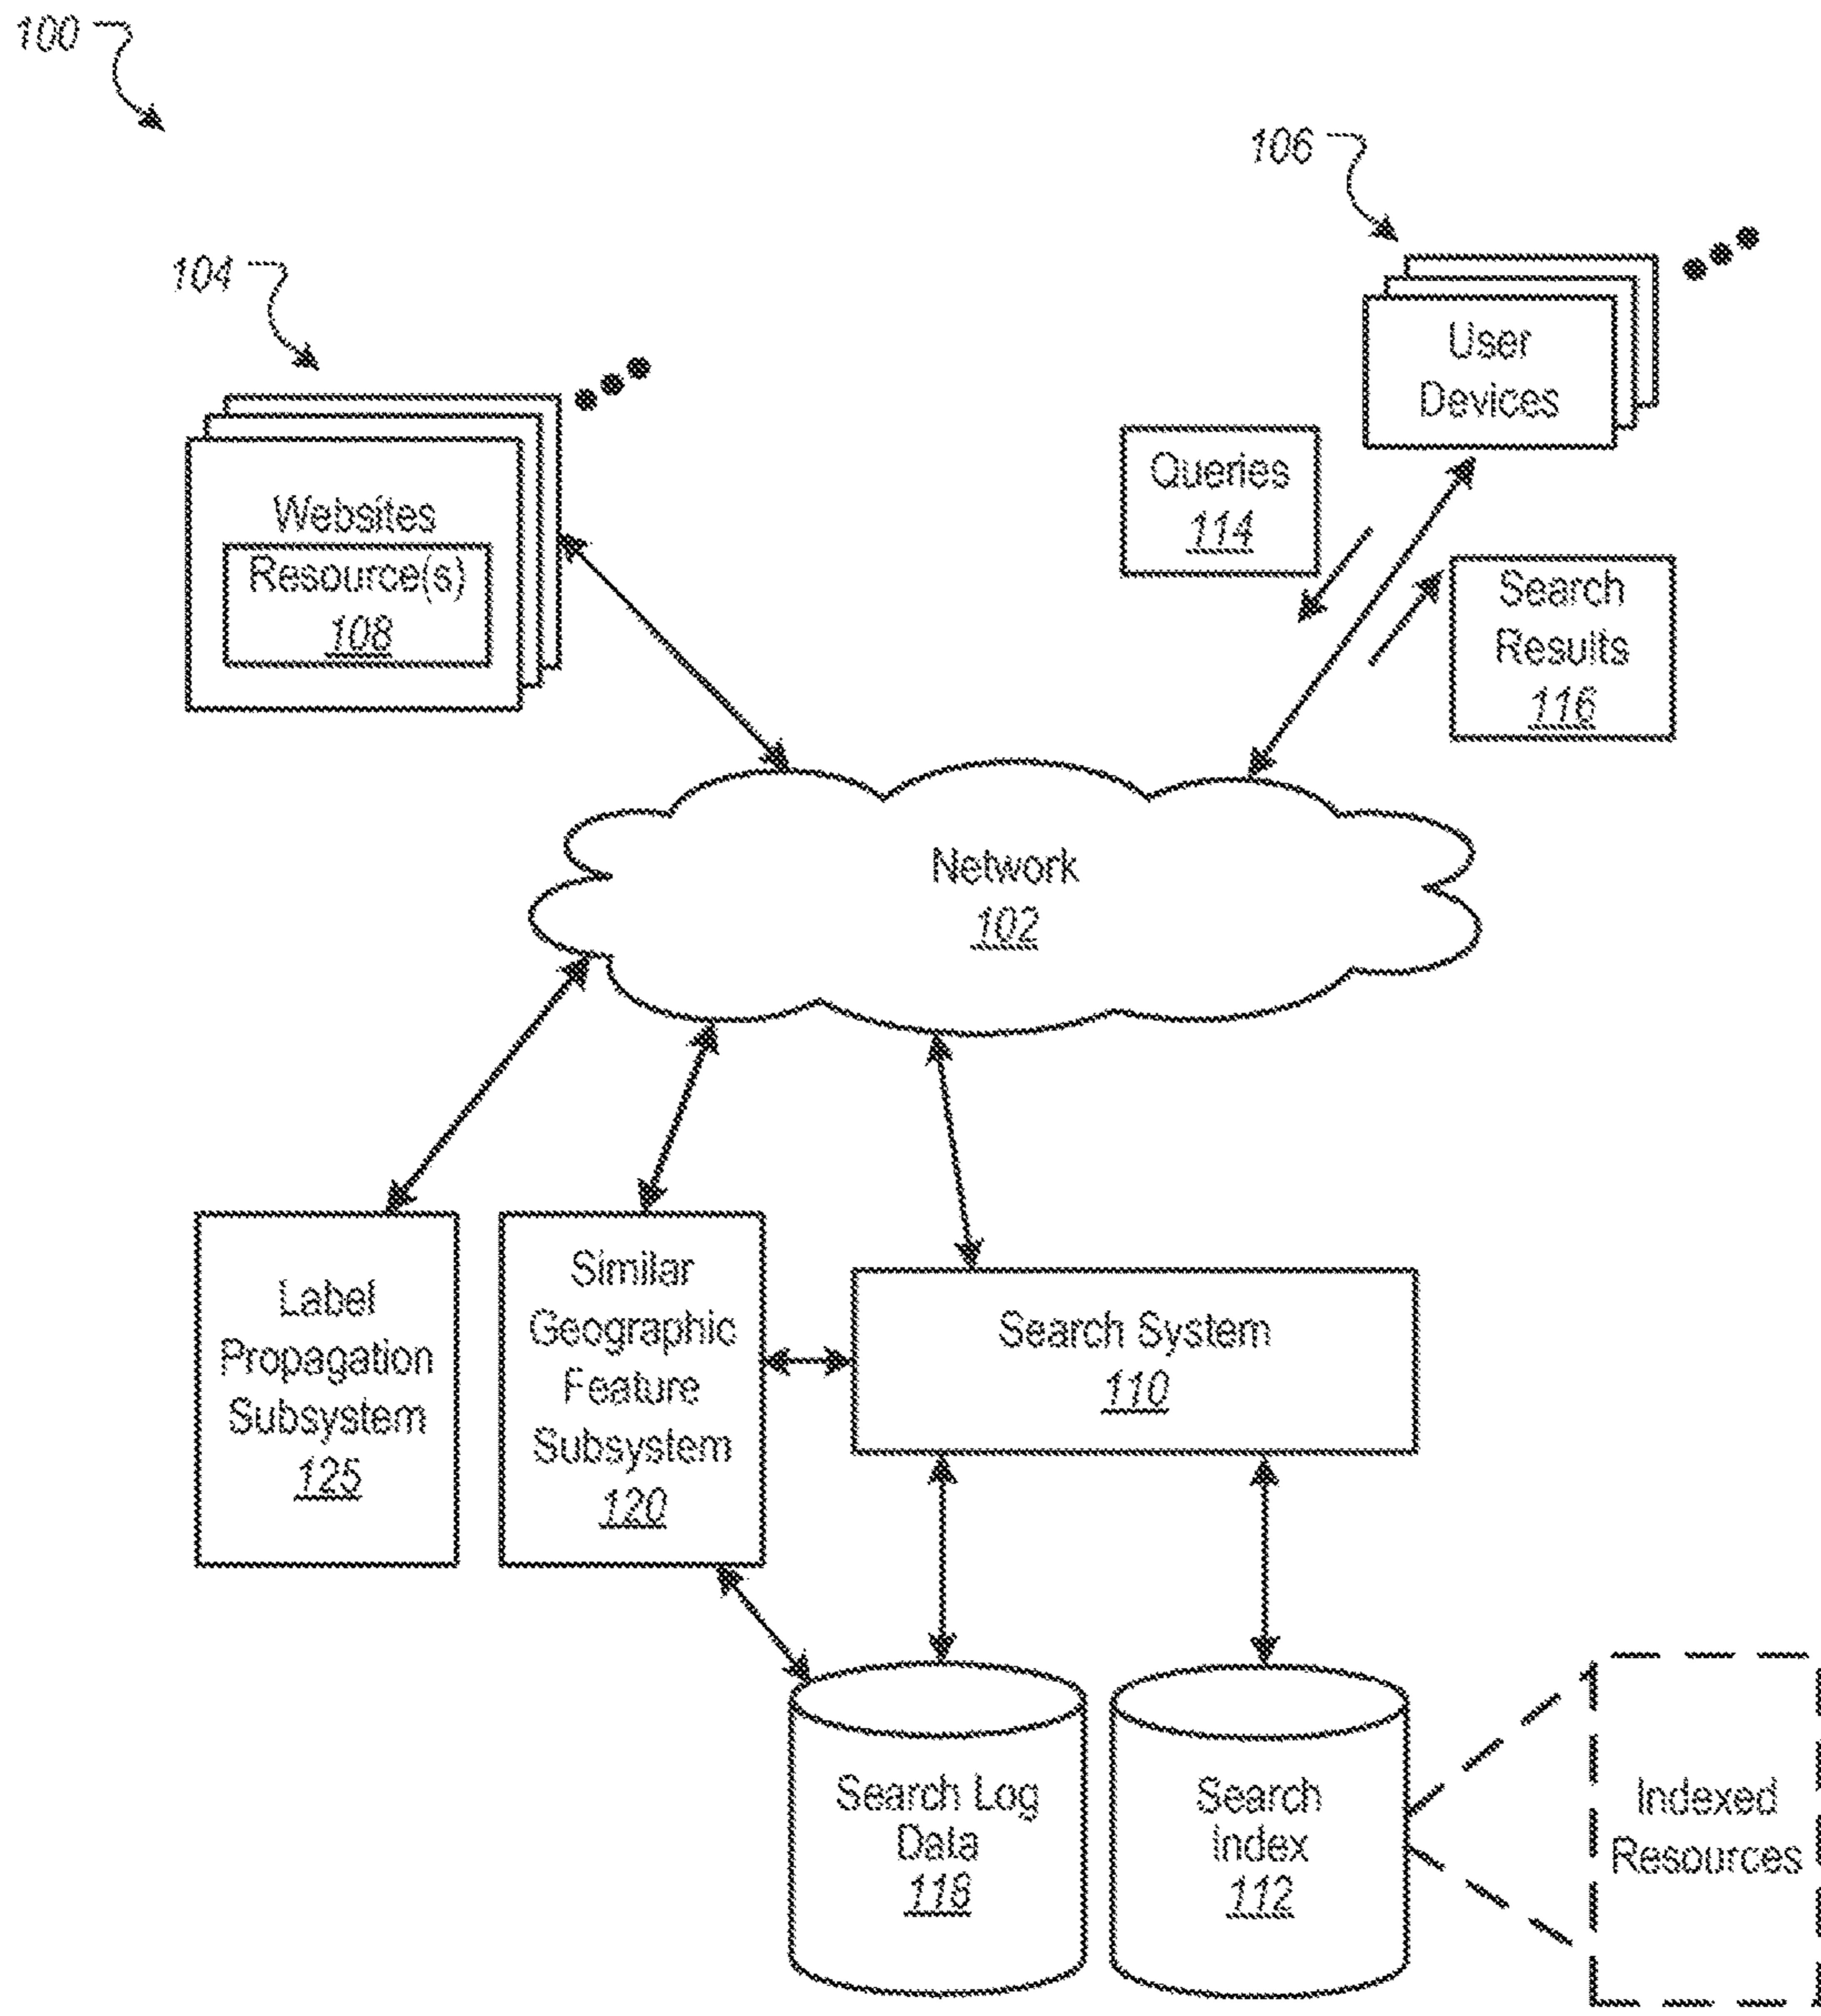 100
106
104
User
Devices
Queries
114
Websites
Resource(s)
108
Search
Results
116
Network
102
Label
Propagation
Subsystem
125
Similar
Geographic
Feature
Subsystem
120
Search System
110
Search Log
Data
118
Search
Index
112
Indexed
Resources